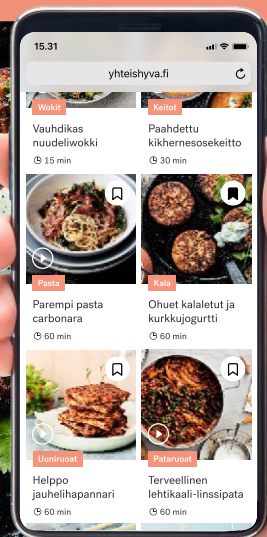 15.31
yhteishyva.fi
Wokit
Keitot
Vauhdikas
nuudeliwokki
Paahdettu
kikhernesosekeitto
15 min
30 min
Pasta
Kala
Parempi pasta
carbonara
Ohuet kalaletut ja
kurkkujogurtti
60 min
60 min
Uuniruoat
Pataruoat
Helppo
jauhelihapannari
Terveellinen
lehtikaali-linssipata
60 min
60 min